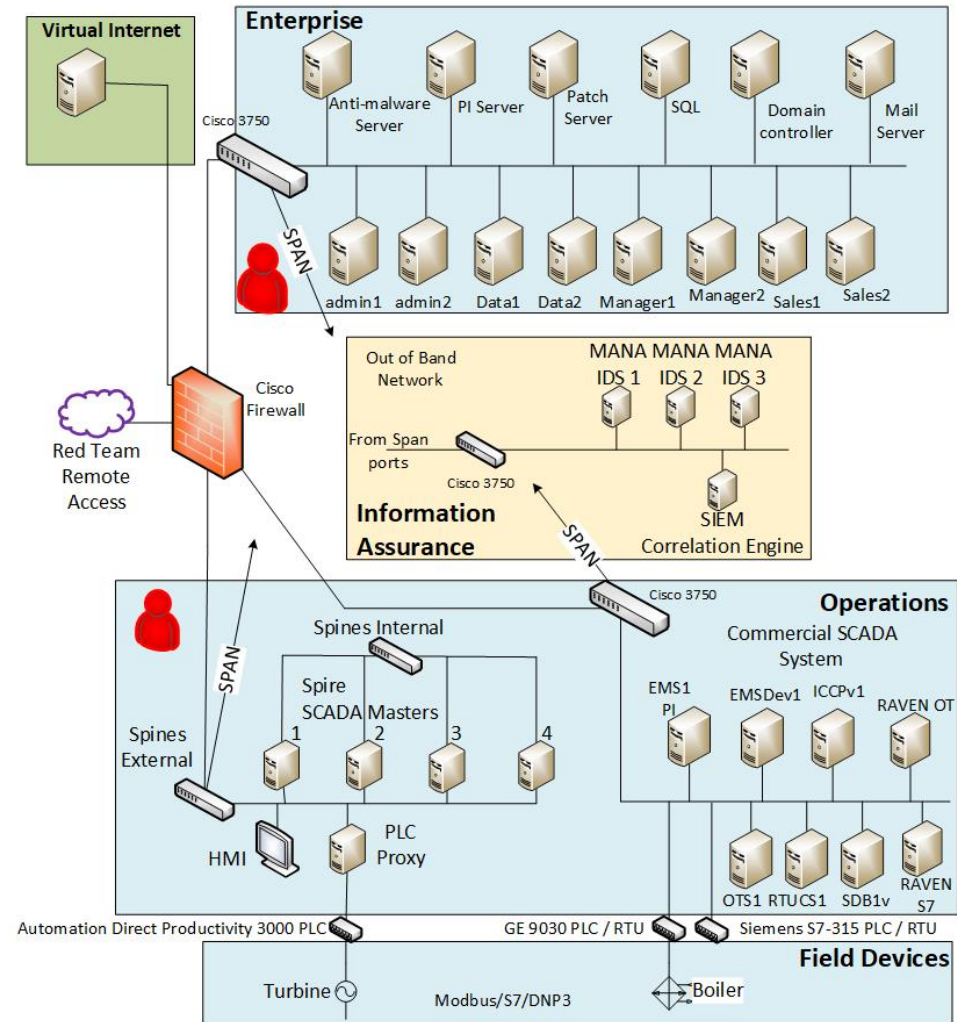 Virtual Internet
Enterprise
Cisco 3750
Anti-malware
Server
PI Server
Patch
Server
SQL
Domain
controller
Mail
Server
SPAN
admin1
admin2
Data1
Data2
Manager1
Manager2
Sales1
Sales2
Out of Band
Network
MANA MANA MANA
IDS 1 IDS 2 IDS 3
From Span
ports
Cisco 3750
SIEM
Correlation Engine
Information
Assurance
Cisco
Firewall
Red Team
Remote
Access
SPAN
SPAN
Cisco 3750
Operations
Commercial SCADA
System
Spines Internal
Spire
SCADA Masters
1 2 3 4
Spines
External
HMI
PLC
Proxy
EMS1
PI
EMSDev1
ICCPv1
RAVEN OT
OTS1
RTUCS1
SDB1v
RAVEN
S7
Automation Direct Productivity 3000 PLC
GE 9030 PLC / RTU
Siemens S7-315 PLC / RTU
Field Devices
Turbine
Modbus/S7/DNP3
Boiler